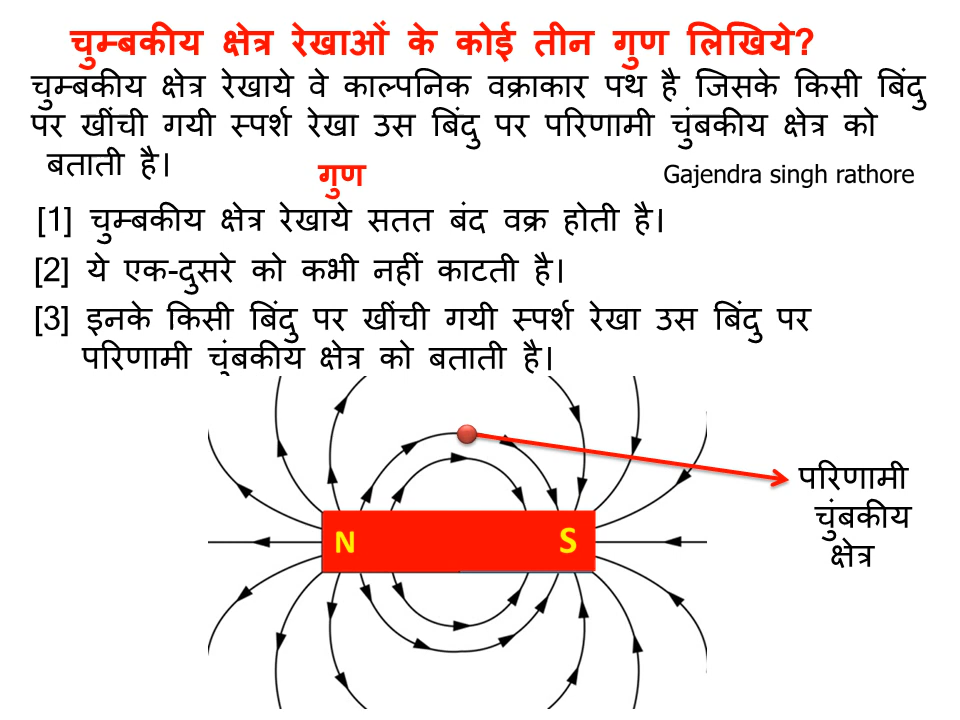 चुम्बकीय क्षेत्र रेखाओं के कोई तीन गुण लिखिये?
चुम्बकीय क्षेत्र रेखाये वे काल्पनिक वक्राकार पथ है जिसके किसी बिंदु
पर खींची गयी स्पर्श रेखा उस बिंदु पर परिणामी चुंबकीय क्षेत्र को
बताती है।
गुण
Gajendra singh rathore
[1] चुम्बकीय क्षेत्र रेखाये सतत बंद वक्र होती है।
[2] ये एक-दुसरे को कभी नहीं काटती है।
[3] इनके किसी बिंदु पर खींची गयी स्पर्श रेखा उस बिंदु पर
परिणामी चुंबकीय क्षेत्र को बताती है।
परिणामी
चुंबकीय
क्षेत्र
N S